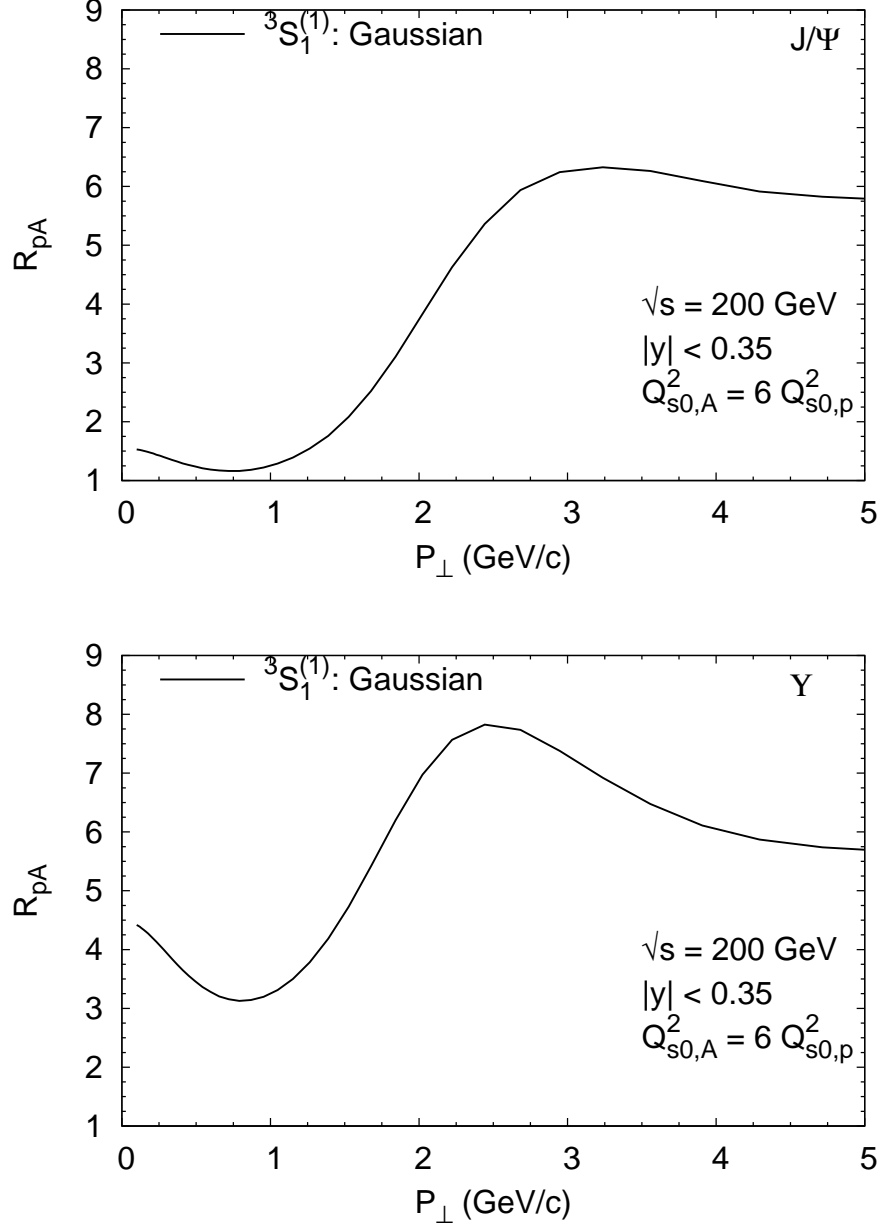 ³S₁⁽¹⁾: Gaussian
J/Ψ
9
8
7
6
5
4
3
2
1
R_pA
√s = 200 GeV
|y| < 0.35
Q²_s0,A = 6 Q²_s0,p
0 1 2 3 4 5
P_⊥ (GeV/c)
³S₁⁽¹⁾: Gaussian
Υ
9
8
7
6
5
4
3
2
1
R_pA
√s = 200 GeV
|y| < 0.35
Q²_s0,A = 6 Q²_s0,p
0 1 2 3 4 5
P_⊥ (GeV/c)